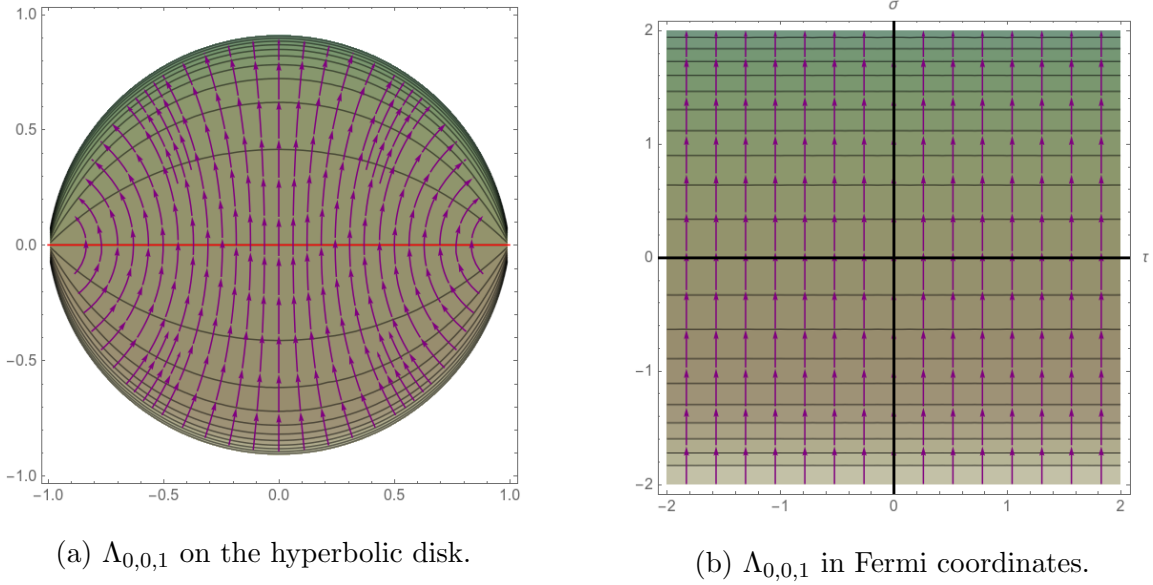 1.0
0.5
0.0
−0.5
−1.0
−1.0 −0.5 0.0 0.5 1.0
(a) Λ0,0,1 on the hyperbolic disk.
σ
2
1
0
−1
−2
τ
−2 −1 0 1 2
(b) Λ0,0,1 in Fermi coordinates.